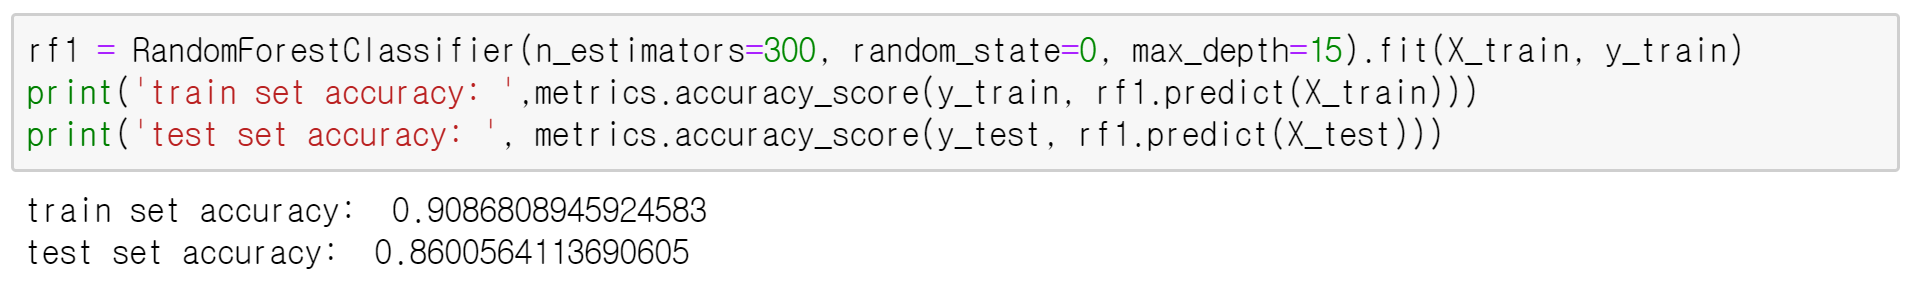 rf1 = RandomForestClassifier(n_estimators=300, random_state=0, max_depth=15).fit(X_train, y_train)
print('train set accuracy: ',metrics.accuracy_score(y_train, rf1.predict(X_train)))
print('test set accuracy: ', metrics.accuracy_score(y_test, rf1.predict(X_test)))
train set accuracy:  0.9086808945924583
test set accuracy:  0.8600564113690605